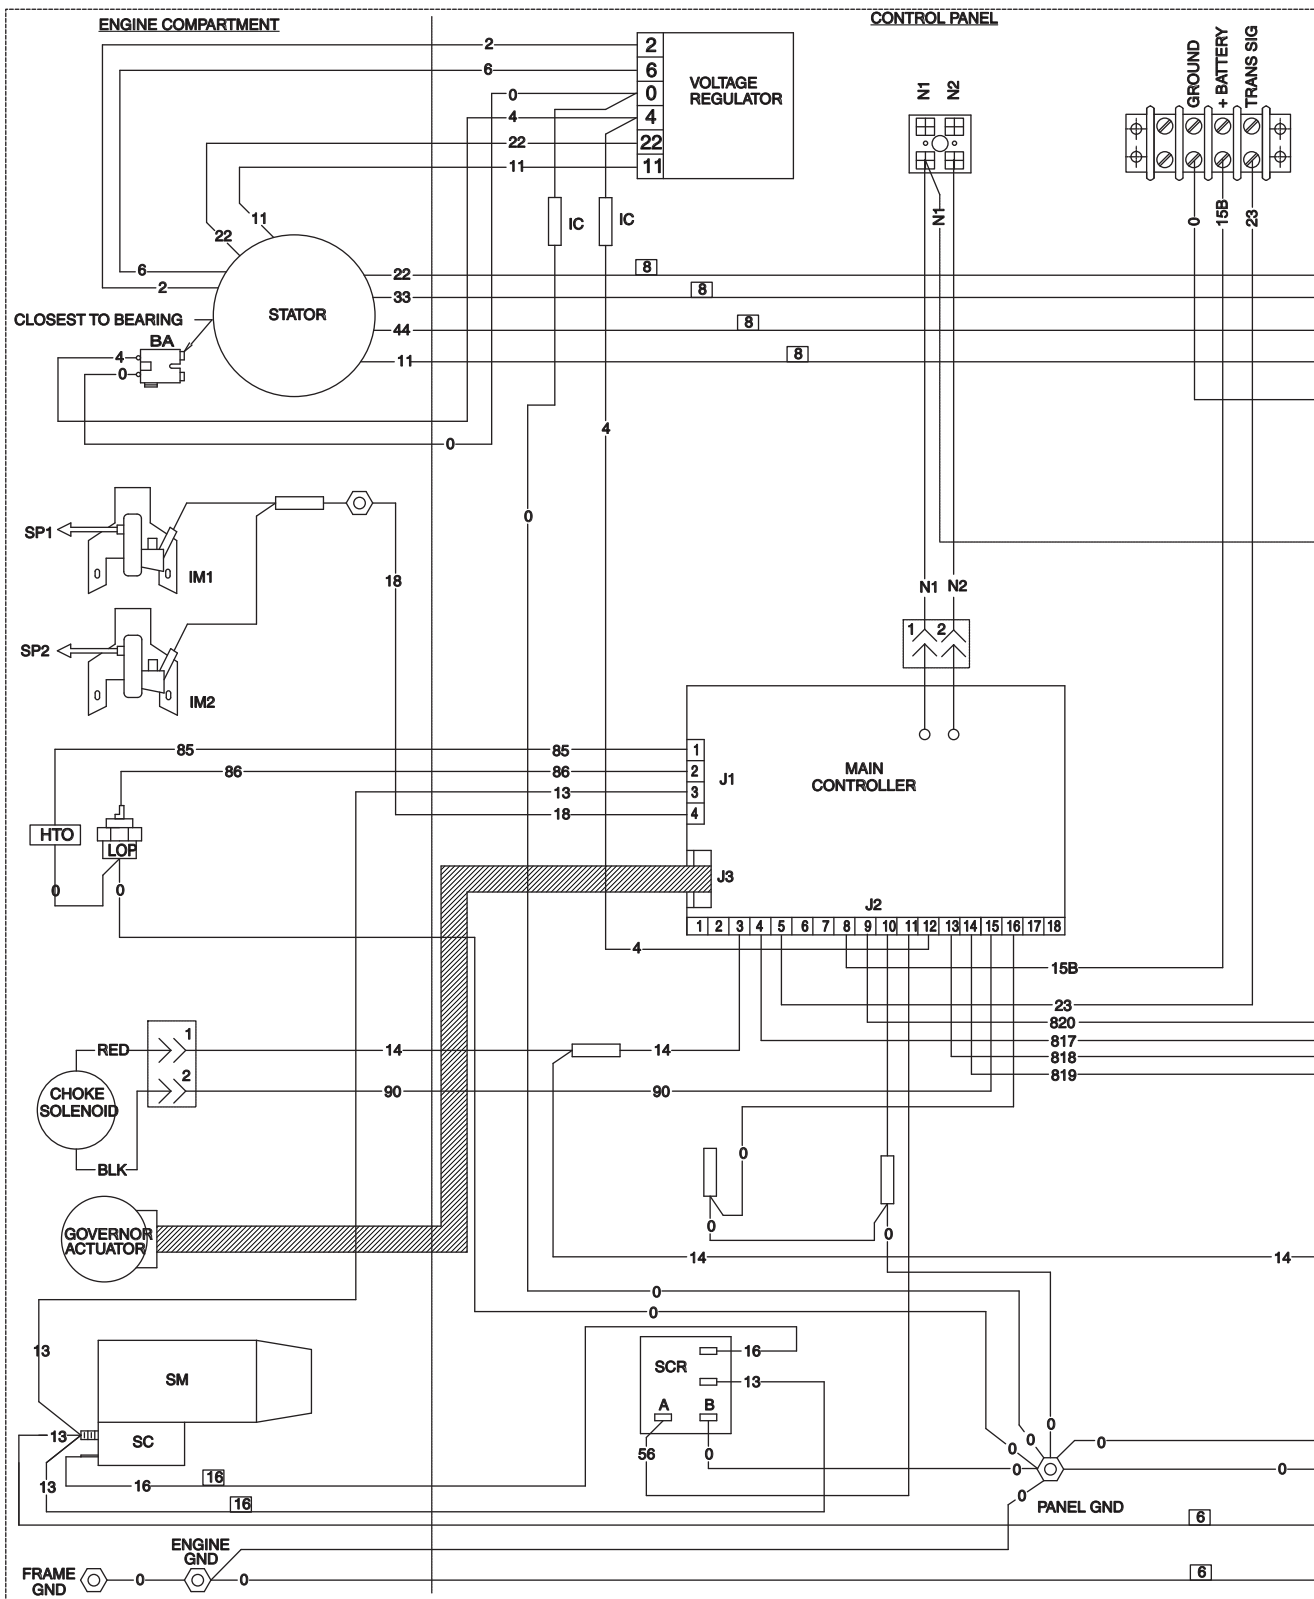 ENGINE COMPARTMENT
CONTROL PANEL
2
2
6
6
0
0
4
4
22
22
11
11
VOLTAGE
REGULATOR
N1
N2
GROUND
+ BATTERY
TRANS SIG
N1
0
15B
23
IC
IC
11
22
6
2
STATOR
22
8
33
8
44
8
11
8
CLOSEST TO BEARING
BA
4
0
4
0
0
SP1
IM1
18
SP2
IM2
N1
N2
1
2
85
85
1
86
86
2
13
3
18
4
J1
MAIN
CONTROLLER
HTO
LOP
0
0
J3
J2
1 2 3 4 5 6 7 8 9 10 11 12 13 14 15 16 17 18
4
15B
23
820
817
818
819
RED
1
14
14
2
90
90
CHOKE
SOLENOID
BLK
0
0
0
GOVERNOR
ACTUATOR
14
14
0
0
13
SM
SC
13
13
16
16
16
SCR
16
13
A
B
56
0
0
0
0
0
0
0
0
PANEL GND
6
ENGINE
GND
FRAME
GND
0
0
6